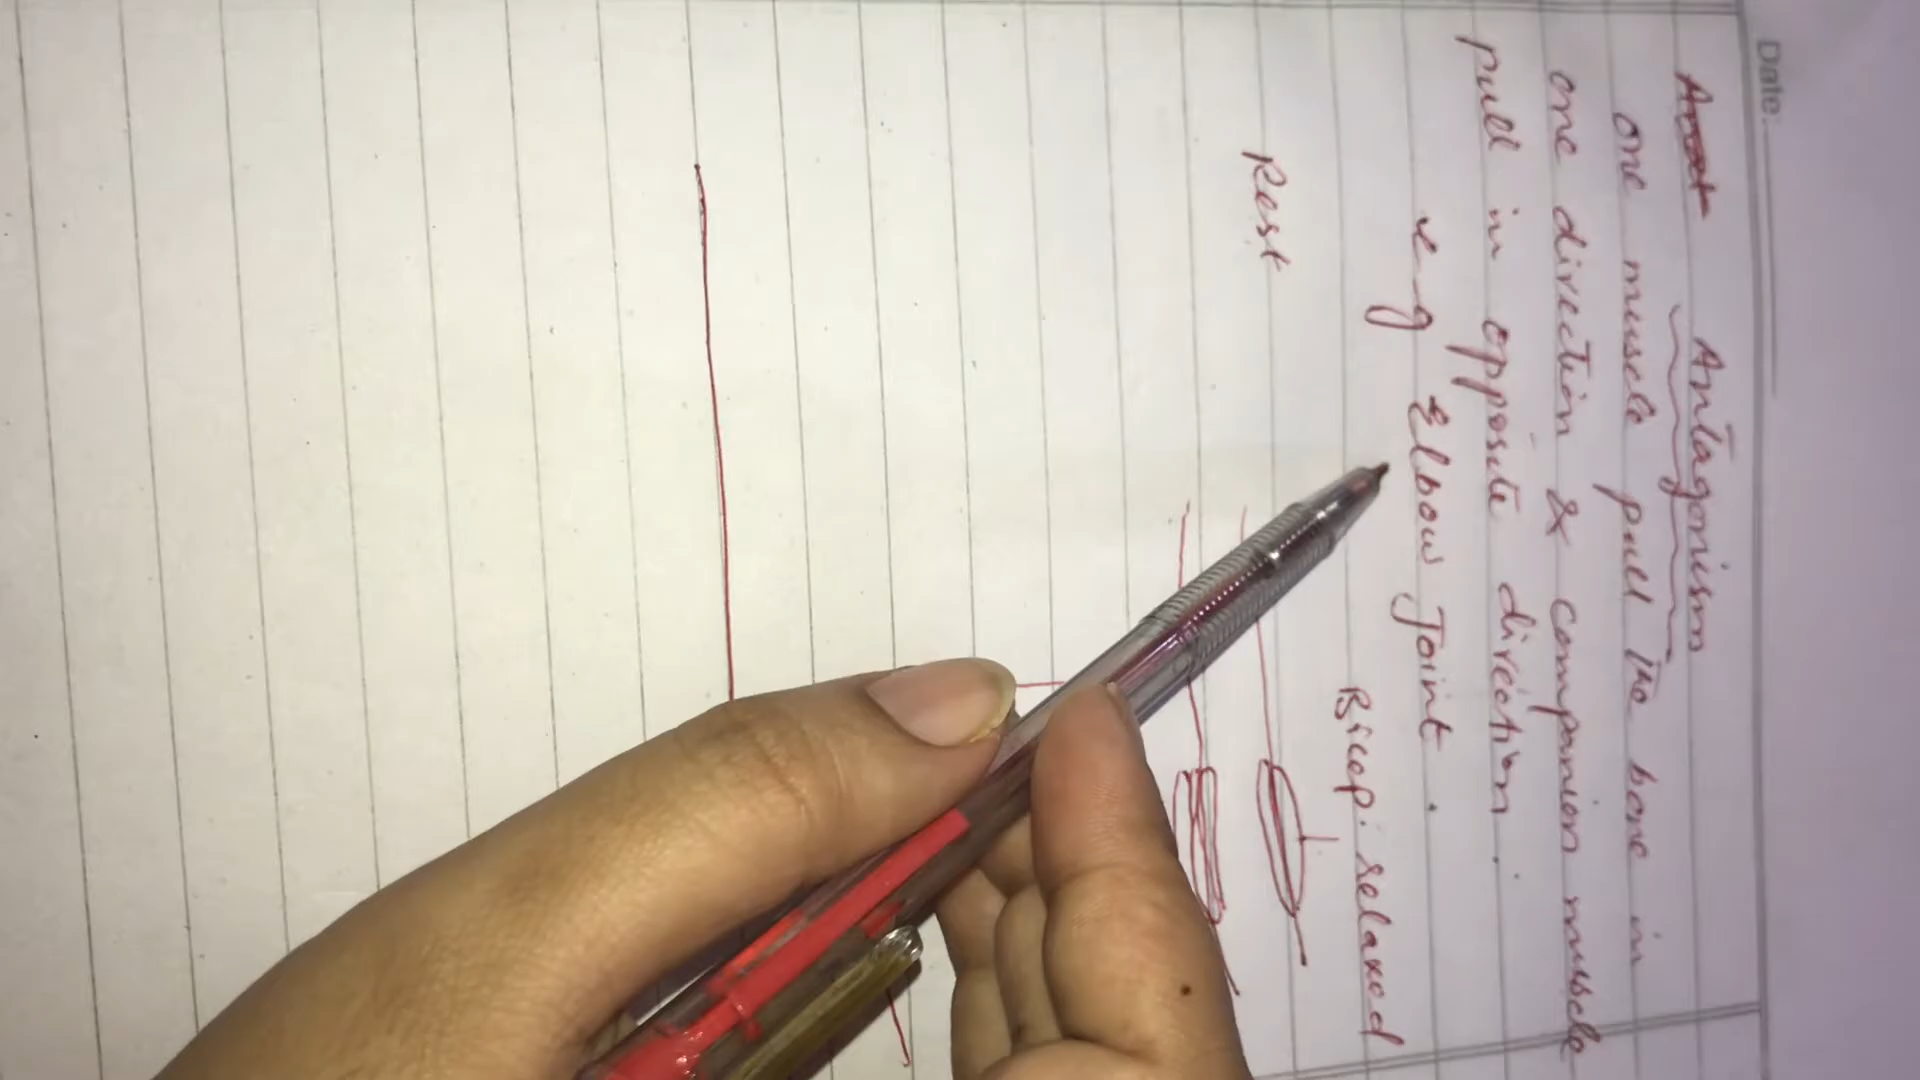 Date:
Antagonism
one muscle pull the bone in
one direction & companion muscle
pull in opposite direction.
e-g Elbow Joint.
Bicep: relaxed
Rest